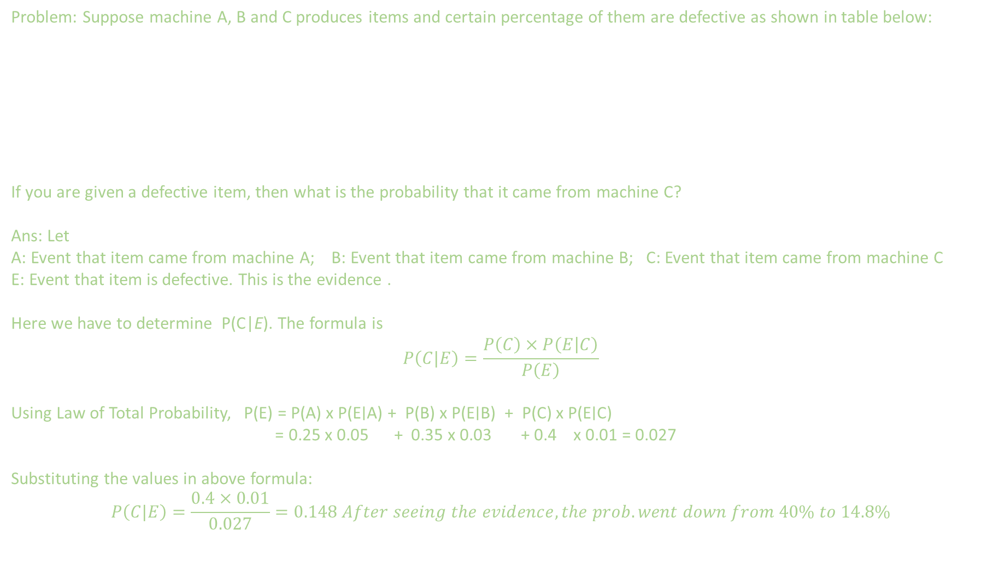 Problem: Suppose machine A, B and C produces items and certain percentage of them are defective as shown in table below:
If you are given a defective item, then what is the probability that it came from machine C?
Ans: Let
A: Event that item came from machine A; B: Event that item came from machine B; C: Event that item came from machine C
E: Event that item is defective. This is the evidence .
Here we have to determine P(C|E). The formula is
P(C|E) = P(C) × P(E|C) / P(E)
Using Law of Total Probability, P(E) = P(A) x P(E|A) + P(B) x P(E|B) + P(C) x P(E|C)
= 0.25 x 0.05 + 0.35 x 0.03 + 0.4 x 0.01 = 0.027
Substituting the values in above formula:
P(C|E) = 0.4 × 0.01 / 0.027 = 0.148 After seeing the evidence, the prob. went down from 40% to 14.8%